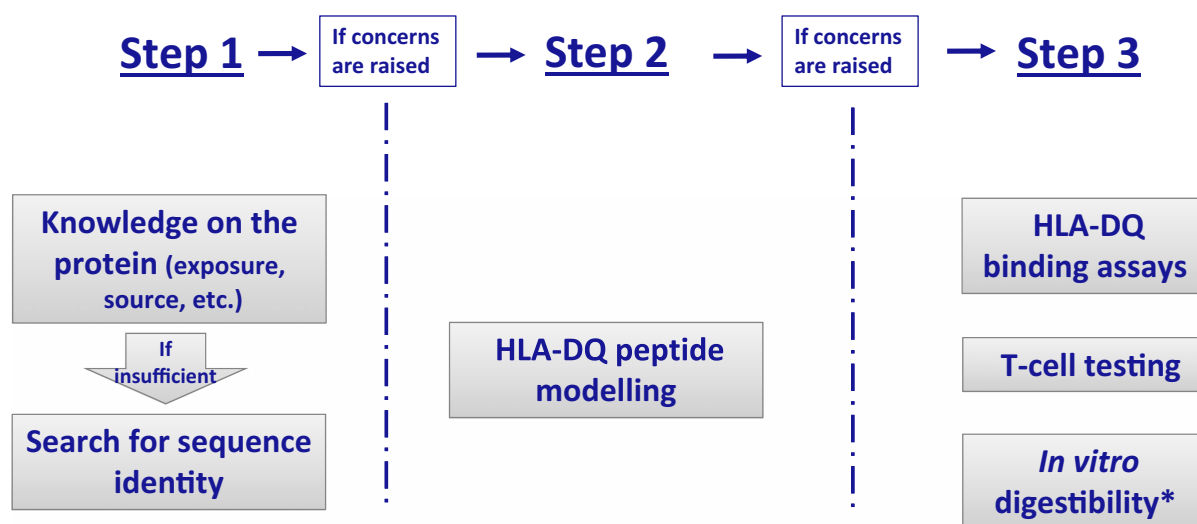 Step 1
If concerns
are raised
Step 2
If concerns
are raised
Step 3
Knowledge on the
protein (exposure,
source, etc.)
If
insufficient
Search for sequence
identity
HLA-DQ peptide
modelling
HLA-DQ
binding assays
T-cell testing
In vitro
digestibility*